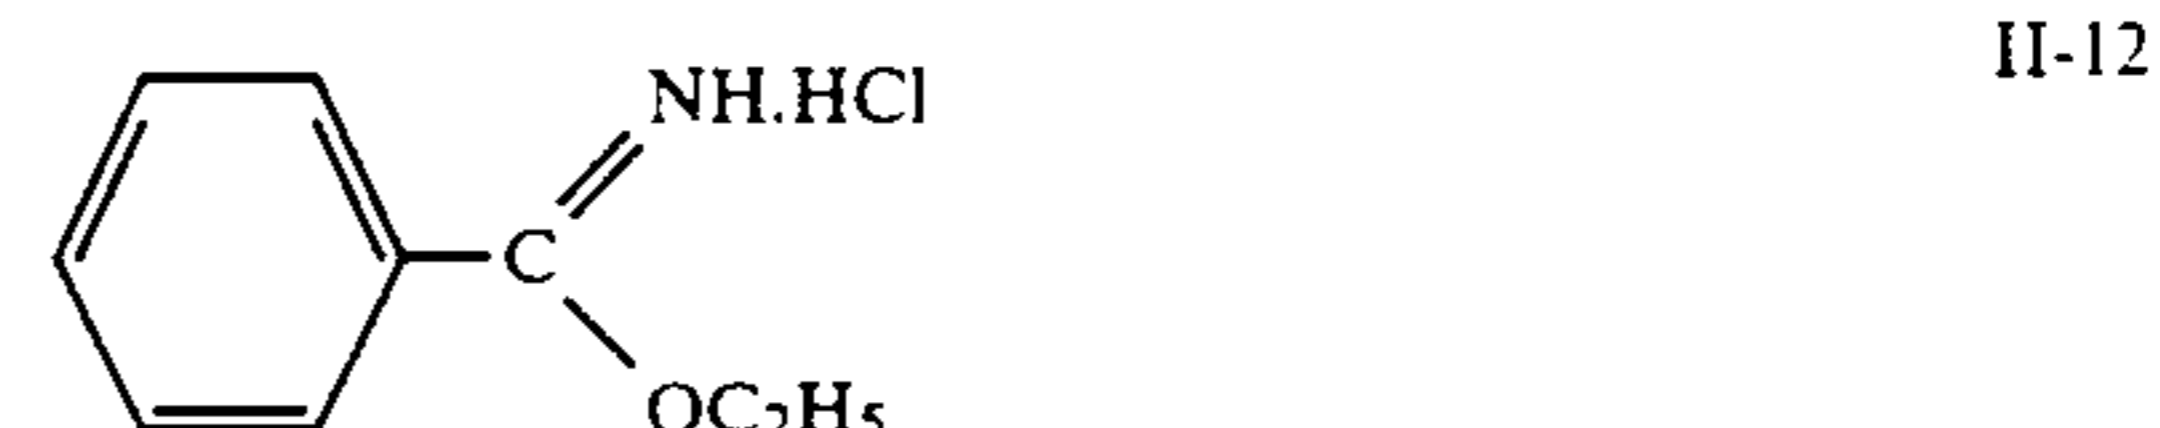 II-12
NH.HCl
C
OC₂H₅